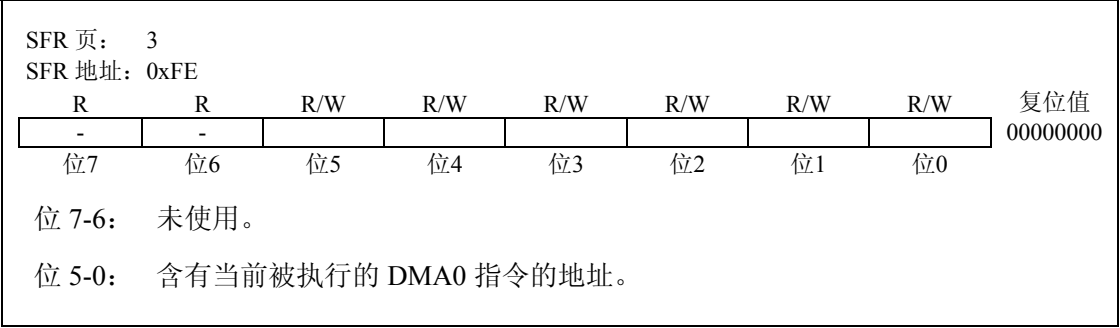 SFR 页： 3
SFR 地址：0xFE
R R R/W R/W R/W R/W R/W R/W 复位值
- - 00000000
位7 位6 位5 位4 位3 位2 位1 位0
位 7-6： 未使用。
位 5-0： 含有当前被执行的 DMA0 指令的地址。